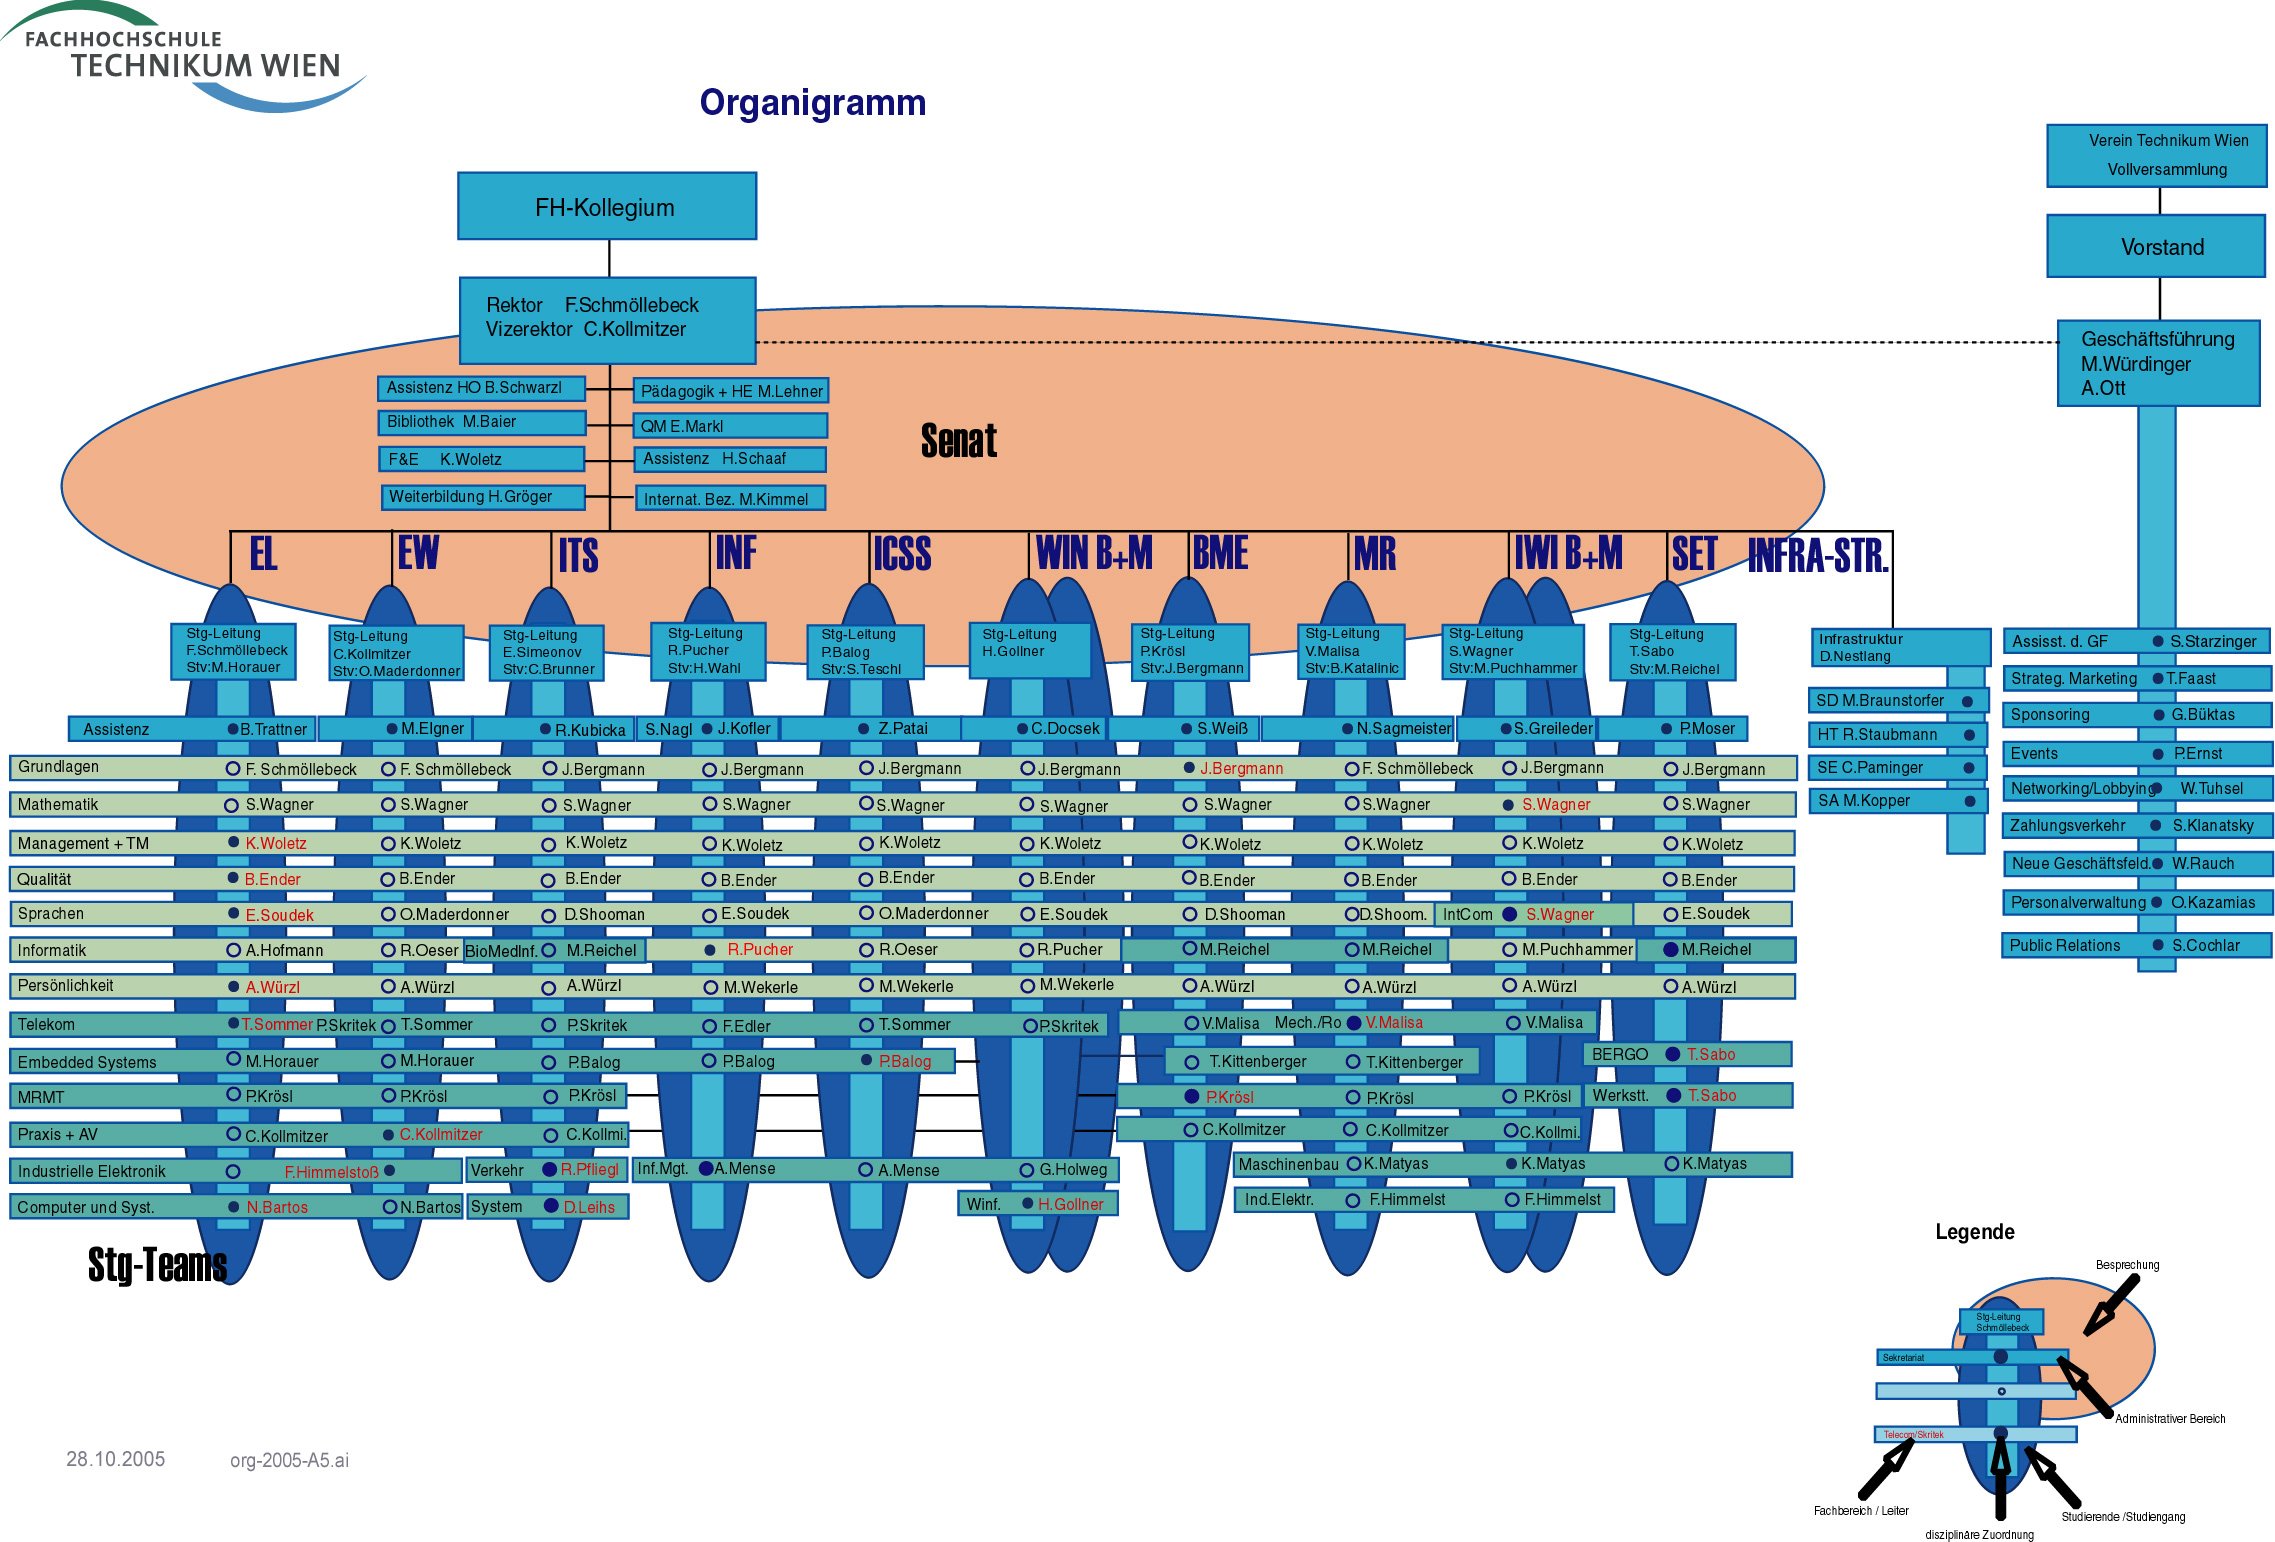 FACHHOCHSCHULE
TECHNIKUM WIEN
Organigramm
Verein Technikum Wien
Vollversammlung
FH-Kollegium
Vorstand
Rektor F.Schmöllebeck
Vizerektor C.Kollmitzer
Geschäftsführung
M.Würdinger
A.Ott
Assistenz HO B.Schwarzl
Pädagogik + HE M.Lehner
Bibliothek M.Baier
QM E.Markl
F&E K.Woletz
Assistenz H.Schaaf
Weiterbildung H.Gröger
Internat. Bez. M.Kimmel
Senat
EL EW ITS INF ICSS WIN B+M BME MR IWI B+M SET INFRA-STR.
Stg-Leitung
F.Schmöllebeck
Stv:M.Horauer
Stg-Leitung
C.Kollmitzer
Stv:O.Maderdonner
Stg-Leitung
E.Simeonov
Stv:C.Brunner
Stg-Leitung
R.Pucher
Stv:H.Wahl
Stg-Leitung
P.Balog
Stv:S.Teschl
Stg-Leitung
H.Gollner
Stg-Leitung
P.Krösl
Stv:J.Bergmann
Stg-Leitung
V.Malisa
Stv:B.Katalinic
Stg-Leitung
S.Wagner
Stv:M.Puchhammer
Stg-Leitung
T.Sabo
Stv:M.Reichel
Infrastruktur
D.Nestlang
SD M.Braunstorfer
HT R.Staubmann
SE C.Paminger
SA M.Kopper
Assisst. d. GF S.Starzinger
Strateg. Marketing T.Faast
Sponsoring G.Büktas
Events P.Ernst
Networking/Lobbying W.Tuhsel
Zahlungsverkehr S.Klanatsky
Neue Geschäftsfeld. W.Rauch
Personalverwaltung O.Kazamias
Public Relations S.Cochlar
Assistenz B.Trattner M.Elgner R.Kubicka S.Nagl J.Kofler Z.Patai C.Docsek S.Weiß N.Sagmeister S.Greileder P.Moser
Grundlagen F. Schmöllebeck F. Schmöllebeck J.Bergmann J.Bergmann J.Bergmann J.Bergmann J.Bergmann F. Schmöllebeck J.Bergmann J.Bergmann
Mathematik S.Wagner S.Wagner S.Wagner S.Wagner S.Wagner S.Wagner S.Wagner S.Wagner S.Wagner S.Wagner
Management + TM K.Woletz K.Woletz K.Woletz K.Woletz K.Woletz K.Woletz K.Woletz K.Woletz K.Woletz K.Woletz
Qualität B.Ender B.Ender B.Ender B.Ender B.Ender B.Ender B.Ender B.Ender B.Ender B.Ender
Sprachen E.Soudek O.Maderdonner D.Shooman E.Soudek O.Maderdonner E.Soudek D.Shooman D.Shoom. IntCom S.Wagner E.Soudek
Informatik A.Hofmann R.Oeser BioMedInf. M.Reichel R.Pucher R.Oeser R.Pucher M.Reichel M.Reichel M.Puchhammer M.Reichel
Persönlichkeit A.Würzl A.Würzl A.Würzl M.Wekerle M.Wekerle M.Wekerle A.Würzl A.Würzl A.Würzl A.Würzl
Telekom T.Sommer P.Skritek T.Sommer P.Skritek F.Edler T.Sommer P.Skritek V.Malisa Mech./Ro V.Malisa V.Malisa
Embedded Systems M.Horauer M.Horauer P.Balog P.Balog P.Balog T.Kittenberger T.Kittenberger BERGO T.Sabo
MRMT P.Krösl P.Krösl P.Krösl P.Krösl P.Krösl P.Krösl Werkstt. T.Sabo
Praxis + AV C.Kollmitzer C.Kollmitzer C.Kollmi. C.Kollmitzer C.Kollmitzer C.Kollmi.
Industrielle Elektronik F.Himmelstoß Verkehr R.Pfliegl Inf.Mgt. A.Mense A.Mense G.Holweg Maschinenbau K.Matyas K.Matyas K.Matyas
Computer und Syst. N.Bartos N.Bartos System D.Leihs Winf. H.Gollner Ind.Elektr. F.Himmelst F.Himmelst
Stg-Teams
Legende
Besprechung
Stg-Leitung
Schmöllebeck
Sekretariat
Administrativer Bereich
Telecom/Skritek
Fachbereich / Leiter
Studierende /Studiengang
disziplinäre Zuordnung
28.10.2005 org-2005-A5.ai